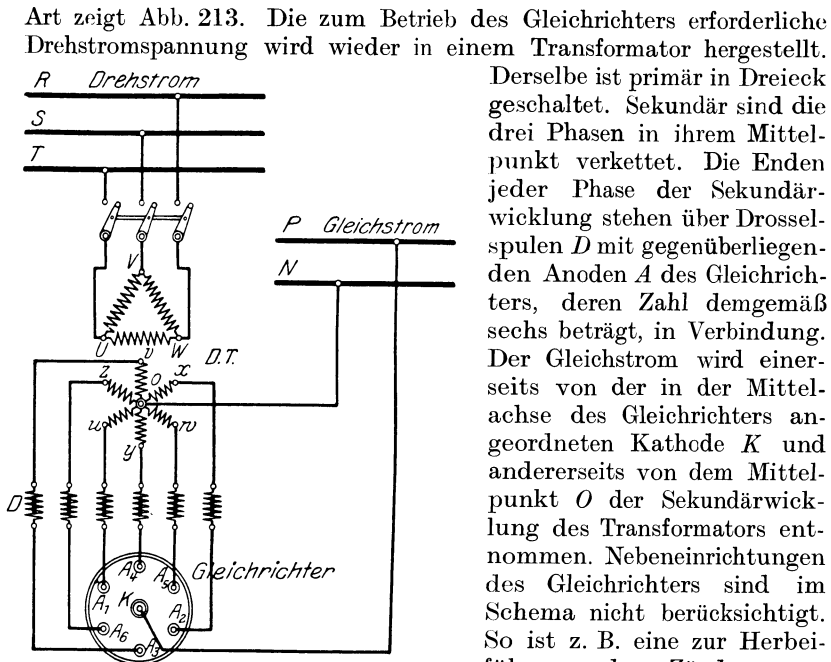 Art zeigt Abb. 213. Die zum Betrieb des Gleichrichters erforderliche
Drehstromspannung wird wieder in einem Transformator hergestellt.
Derselbe ist primär in Dreieck
geschaltet. Sekundär sind die
drei Phasen in ihrem Mittel-
punkt verkettet. Die Enden
jeder Phase der Sekundär-
wicklung stehen über Drossel-
spulen D mit gegenüberliegen-
den Anoden A des Gleichrich-
ters, deren Zahl demgemäß
sechs beträgt, in Verbindung.
Der Gleichstrom wird einer-
seits von der in der Mittel-
achse des Gleichrichters an-
geordneten Kathode K und
andererseits von dem Mittel-
punkt O der Sekundärwick-
lung des Transformators ent-
nommen. Nebeneinrichtungen
des Gleichrichters sind im
Schema nicht berücksichtigt.
So ist z. B. eine zur Herbei-
R Drehstrom
S
T
P Gleichstrom
N
V
U W
D.T.
v
z O x
u w
y
D
Gleichrichter
A4
A1 A5
K
A6 A2
A3